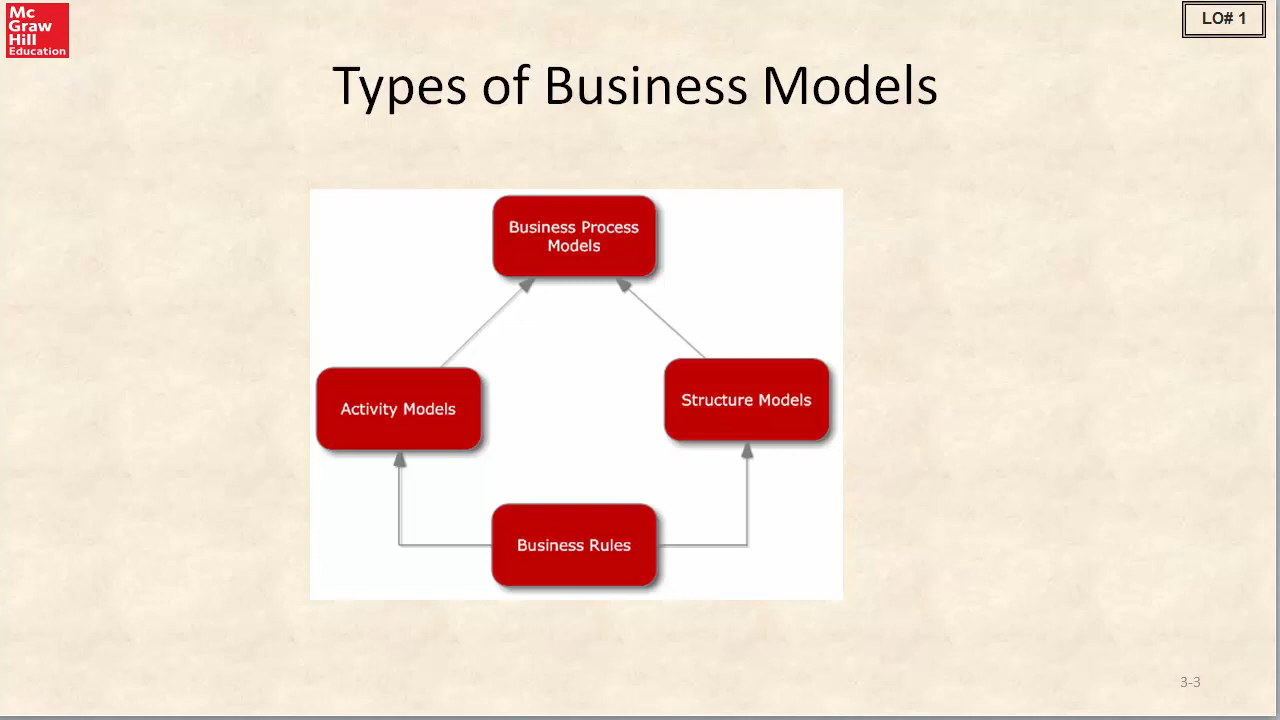 Mc
Graw
Hill
Education
LO# 1
Types of Business Models
Business Process
Models
Activity Models
Structure Models
Business Rules
3-3